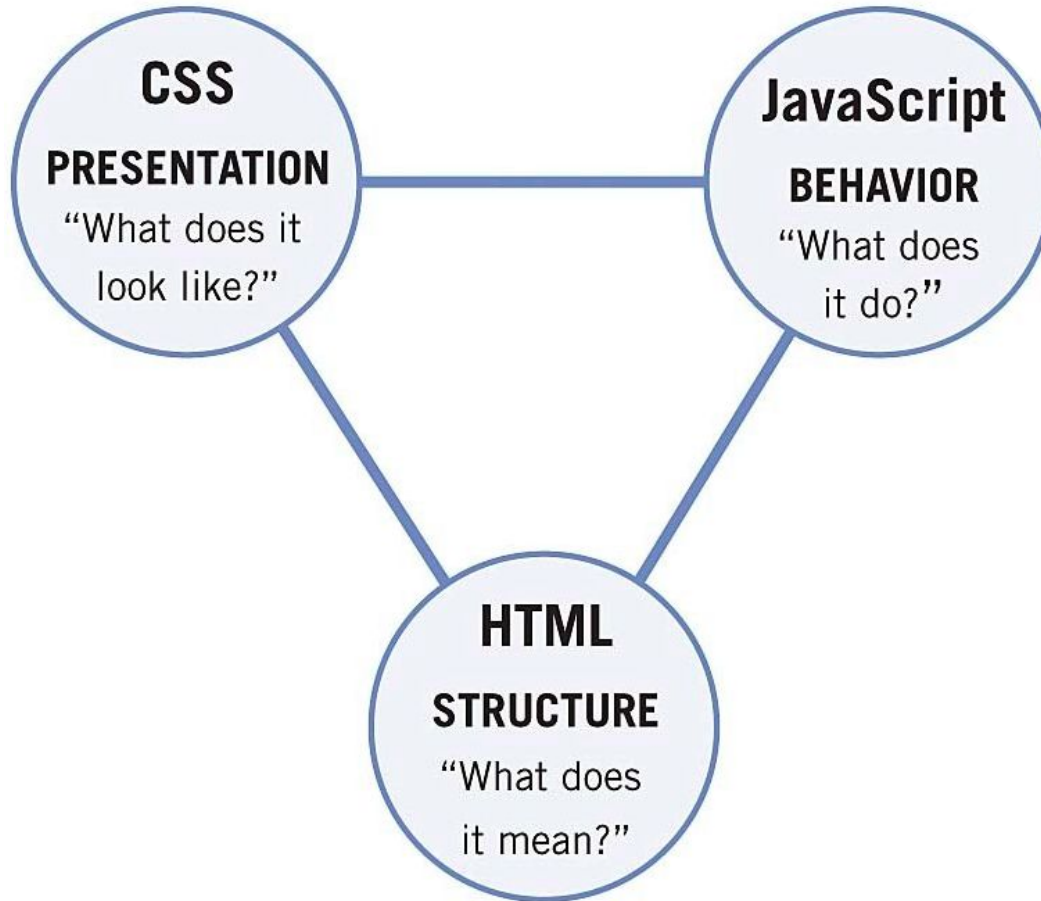 CSS
PRESENTATION
“What does it
look like?”
JavaScript
BEHAVIOR
“What does
it do?”
HTML
STRUCTURE
“What does
it mean?”